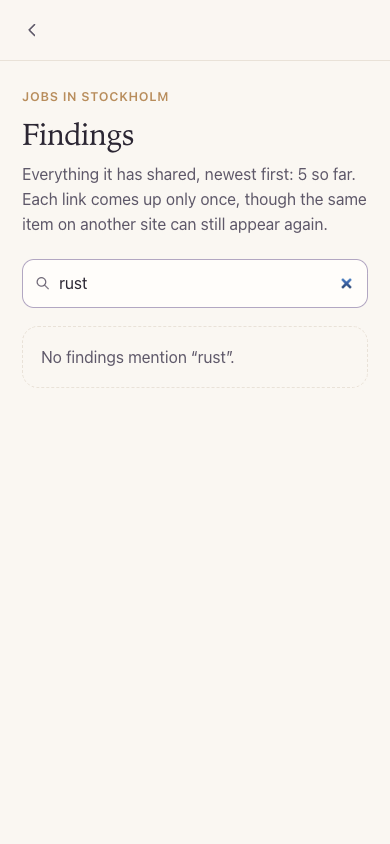 JOBS IN STOCKHOLM
Findings
Everything it has shared, newest first: 5 so far.
Each link comes up only once, though the same
item on another site can still appear again.
rust
No findings mention “rust”.